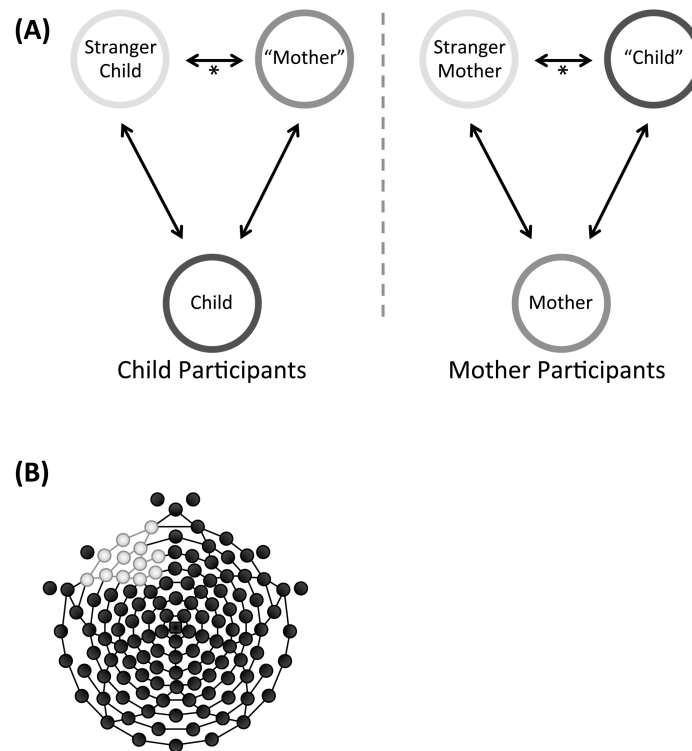 (A)
Stranger
Child
*
“Mother”
Stranger
Mother
*
“Child”
Child
Mother
Child Participants
Mother Participants
(B)